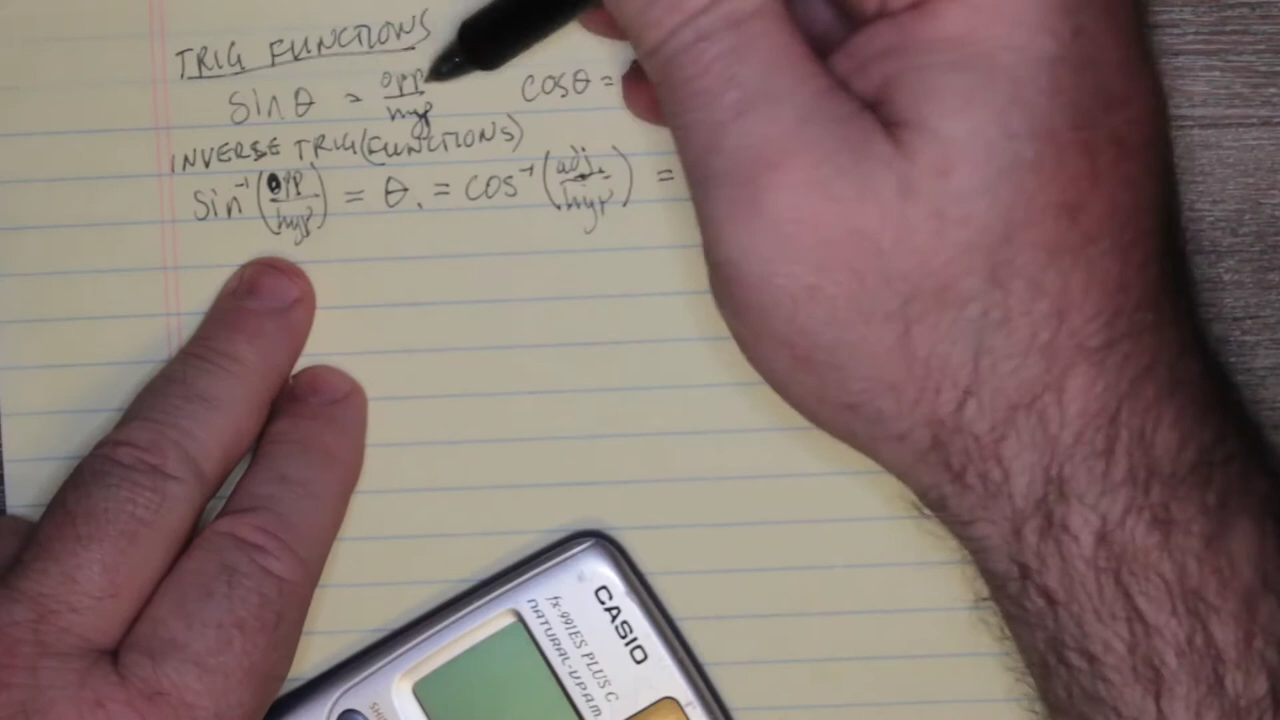 TRIG FUNCTIONS
sin θ = opp/hyp cos θ =
INVERSE TRIG (FUNCTIONS)
sin⁻¹(opp/hyp) = θ. = cos⁻¹(adj./hyp) =
CASIO
fx-991ES PLUS C
NATURAL-V.P.A.M.
SHI